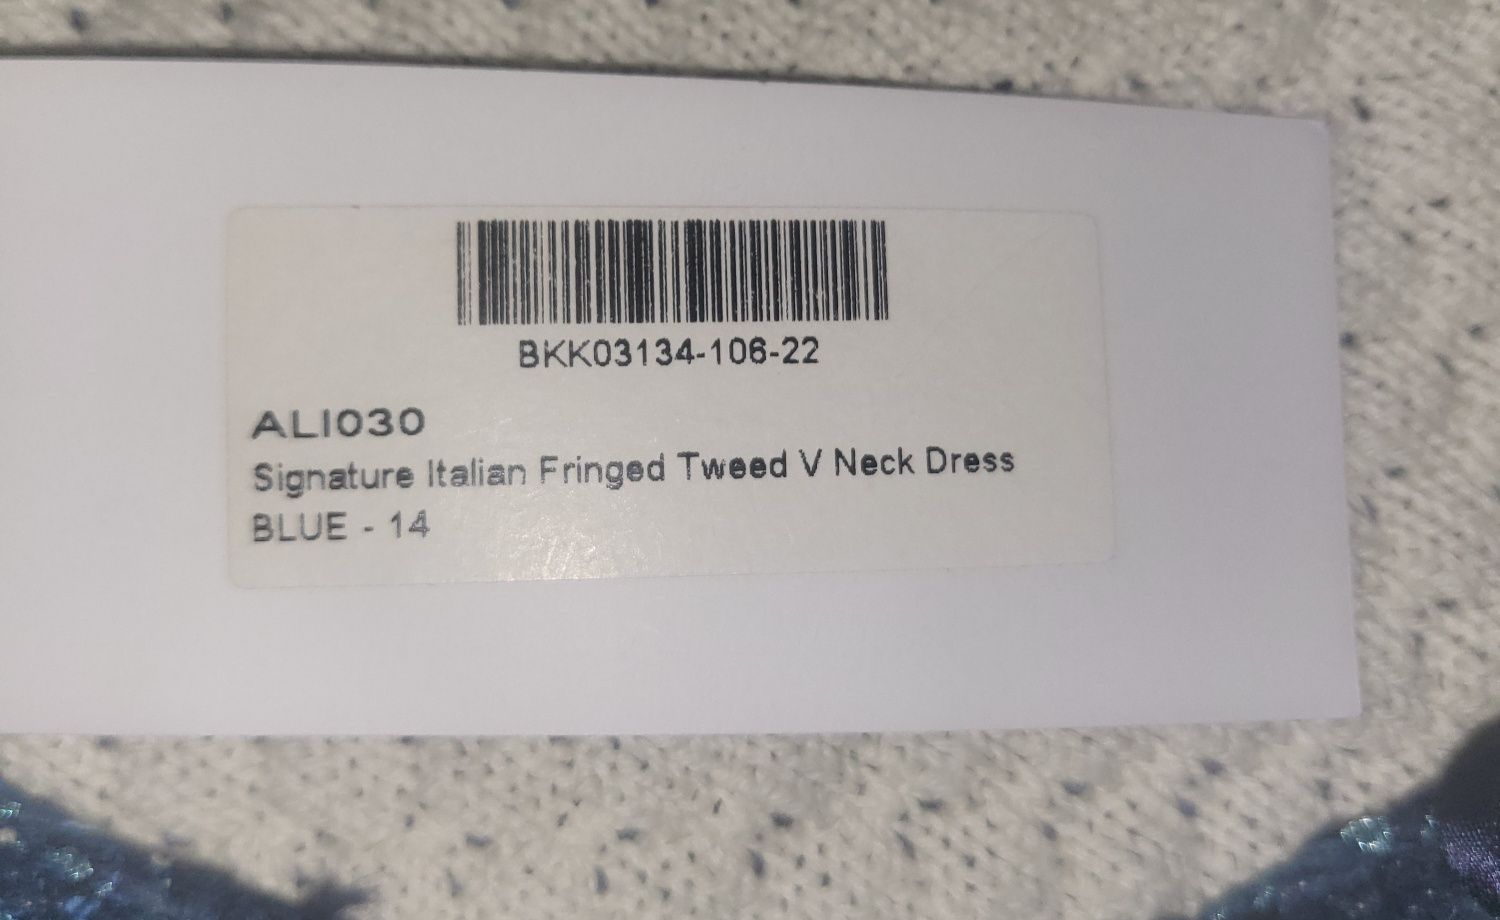 BKK03134-106-22
ALI030
Signature Italian Fringed Tweed V Neck Dress
BLUE - 14